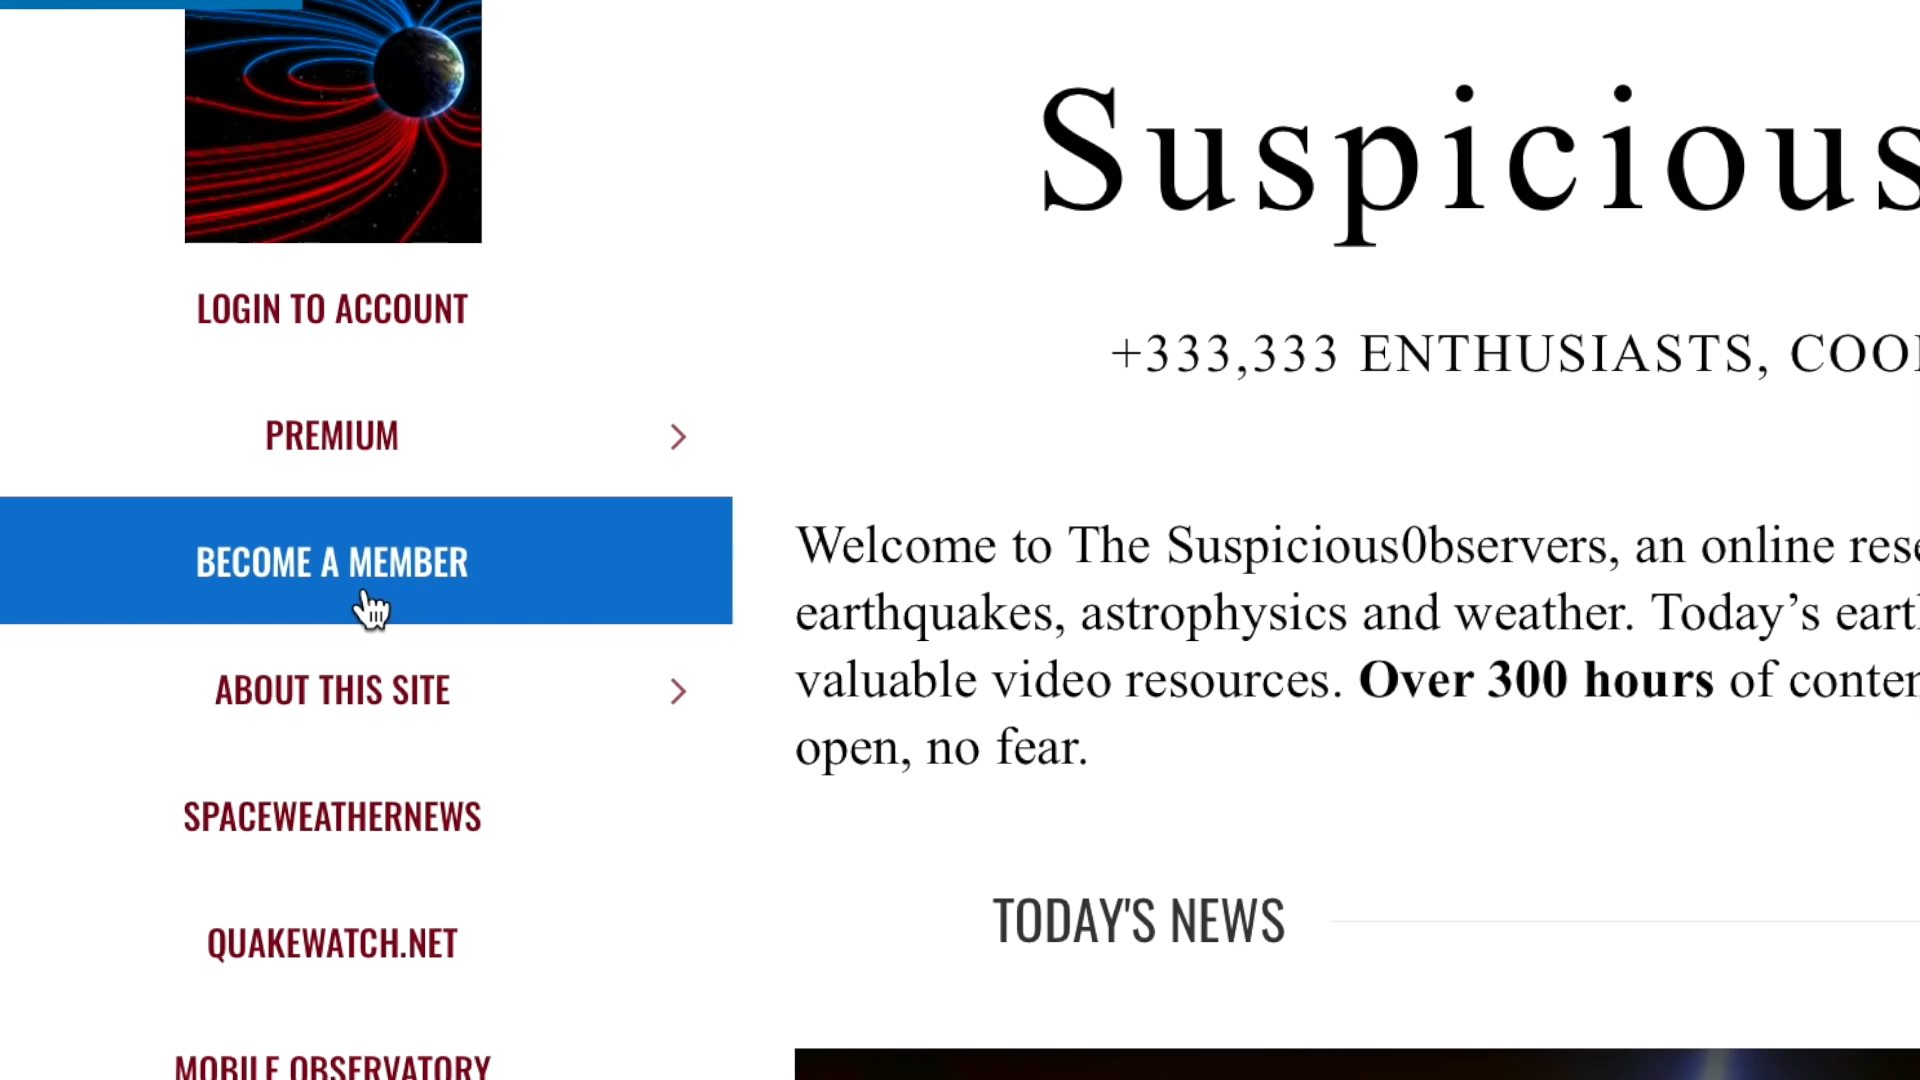 LOGIN TO ACCOUNT
PREMIUM
BECOME A MEMBER
ABOUT THIS SITE
SPACEWEATHERNEWS
QUAKEWATCH.NET
MOBILE OBSERVATORY
Suspicious
+333,333 ENTHUSIASTS,
Welcome to The Suspicious0bservers, an online
earthquakes, astrophysics and weather. Today’s
valuable video resources. Over 300 hours of
open, no fear.
TODAY'S NEWS